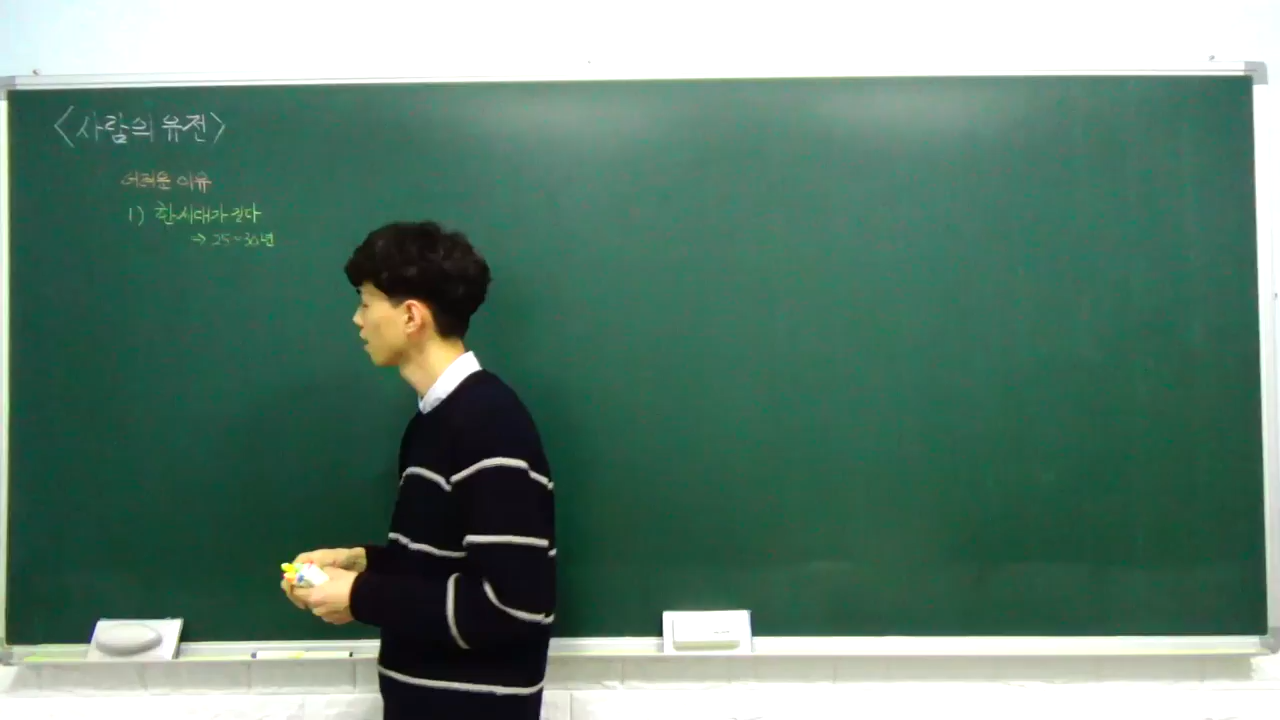 <사람의 유전>
어려운 이유
1) 한 시대가 길다
→ 25~30년